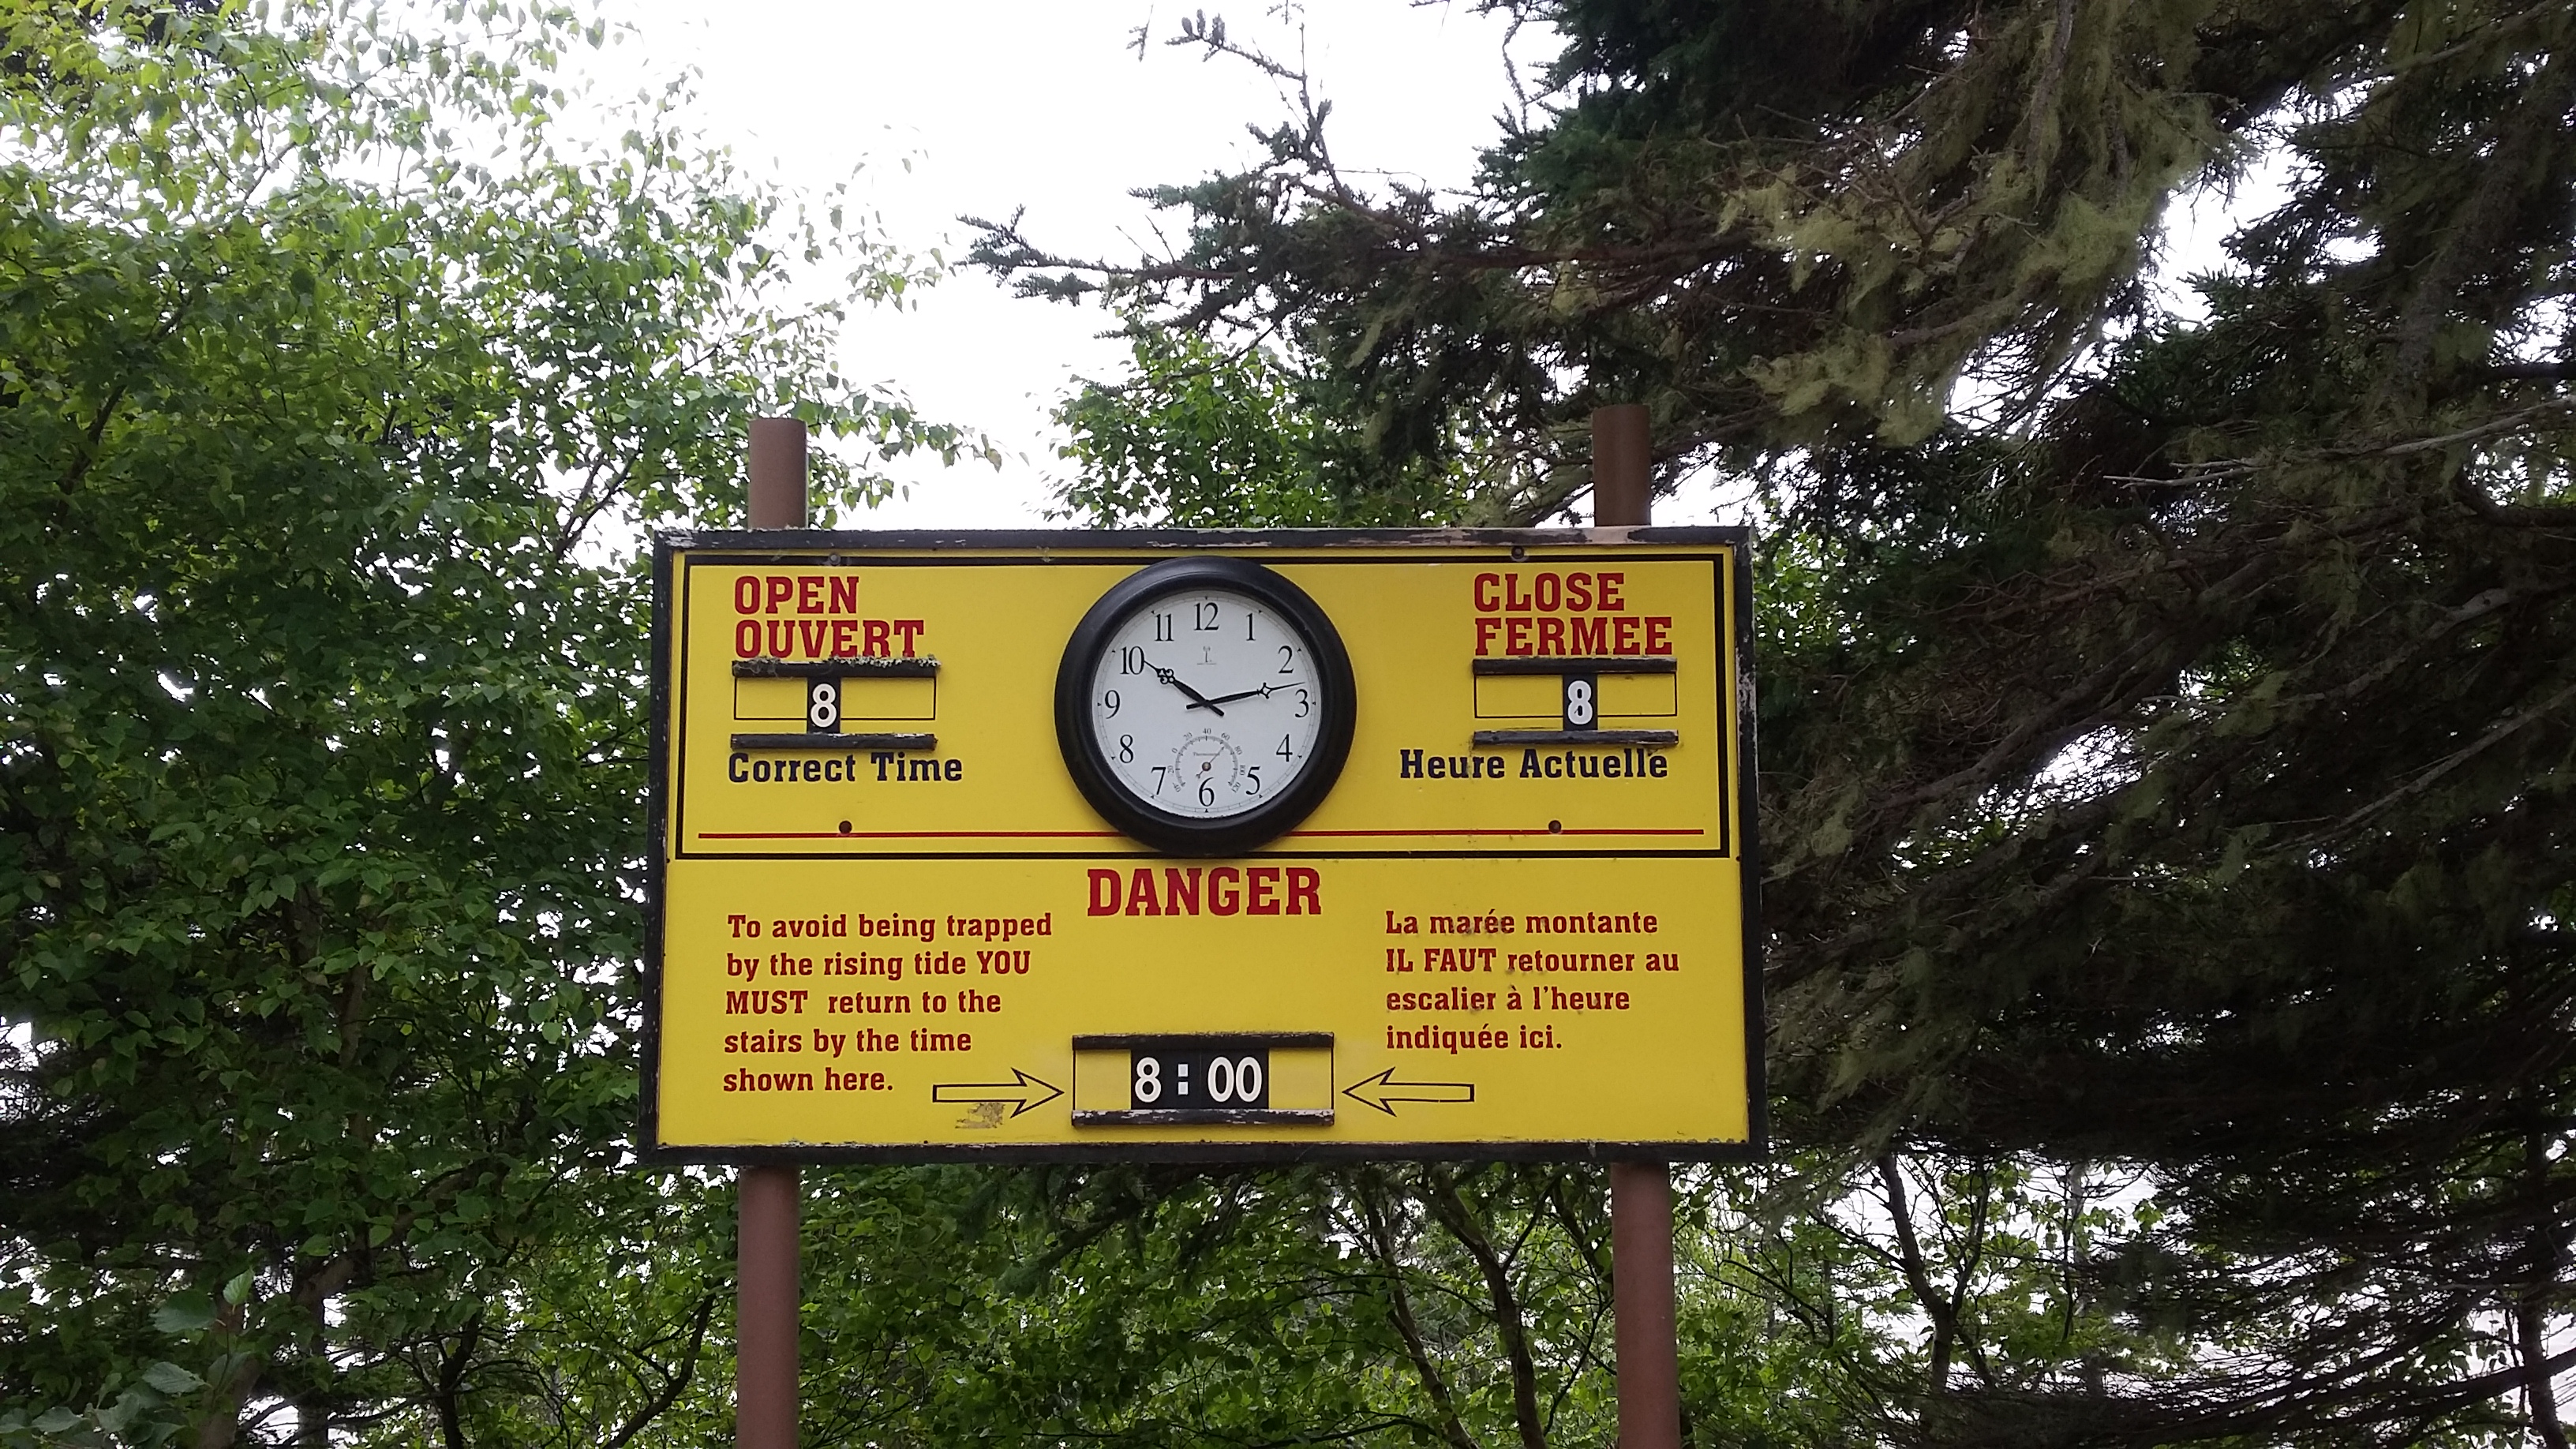 OPEN
OUVERT
8
Correct Time
12
1
2
3
4
5
6
7
8
9
10
11
CLOSE
FERMEE
8
Heure Actuelle
DANGER
To avoid being trapped
by the rising tide YOU
MUST return to the
stairs by the time
shown here.
La marée montante
IL FAUT retourner au
escalier à l'heure
indiquée ici.
8:00